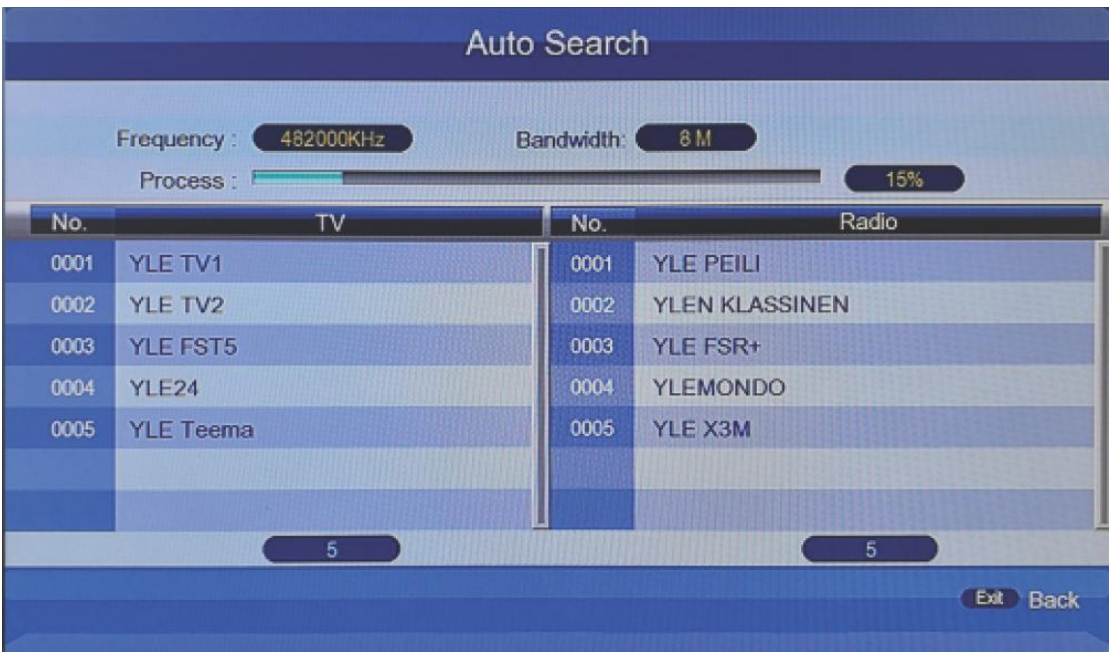 Auto Search
Frequency : 482000KHz Bandwidth: 8 M
Process : 15%
No. TV No. Radio
0001 YLE TV1 0001 YLE PEILI
0002 YLE TV2 0002 YLEN KLASSINEN
0003 YLE FST5 0003 YLE FSR+
0004 YLE24 0004 YLEMONDO
0005 YLE Teema 0005 YLE X3M
5 5
Exit Back